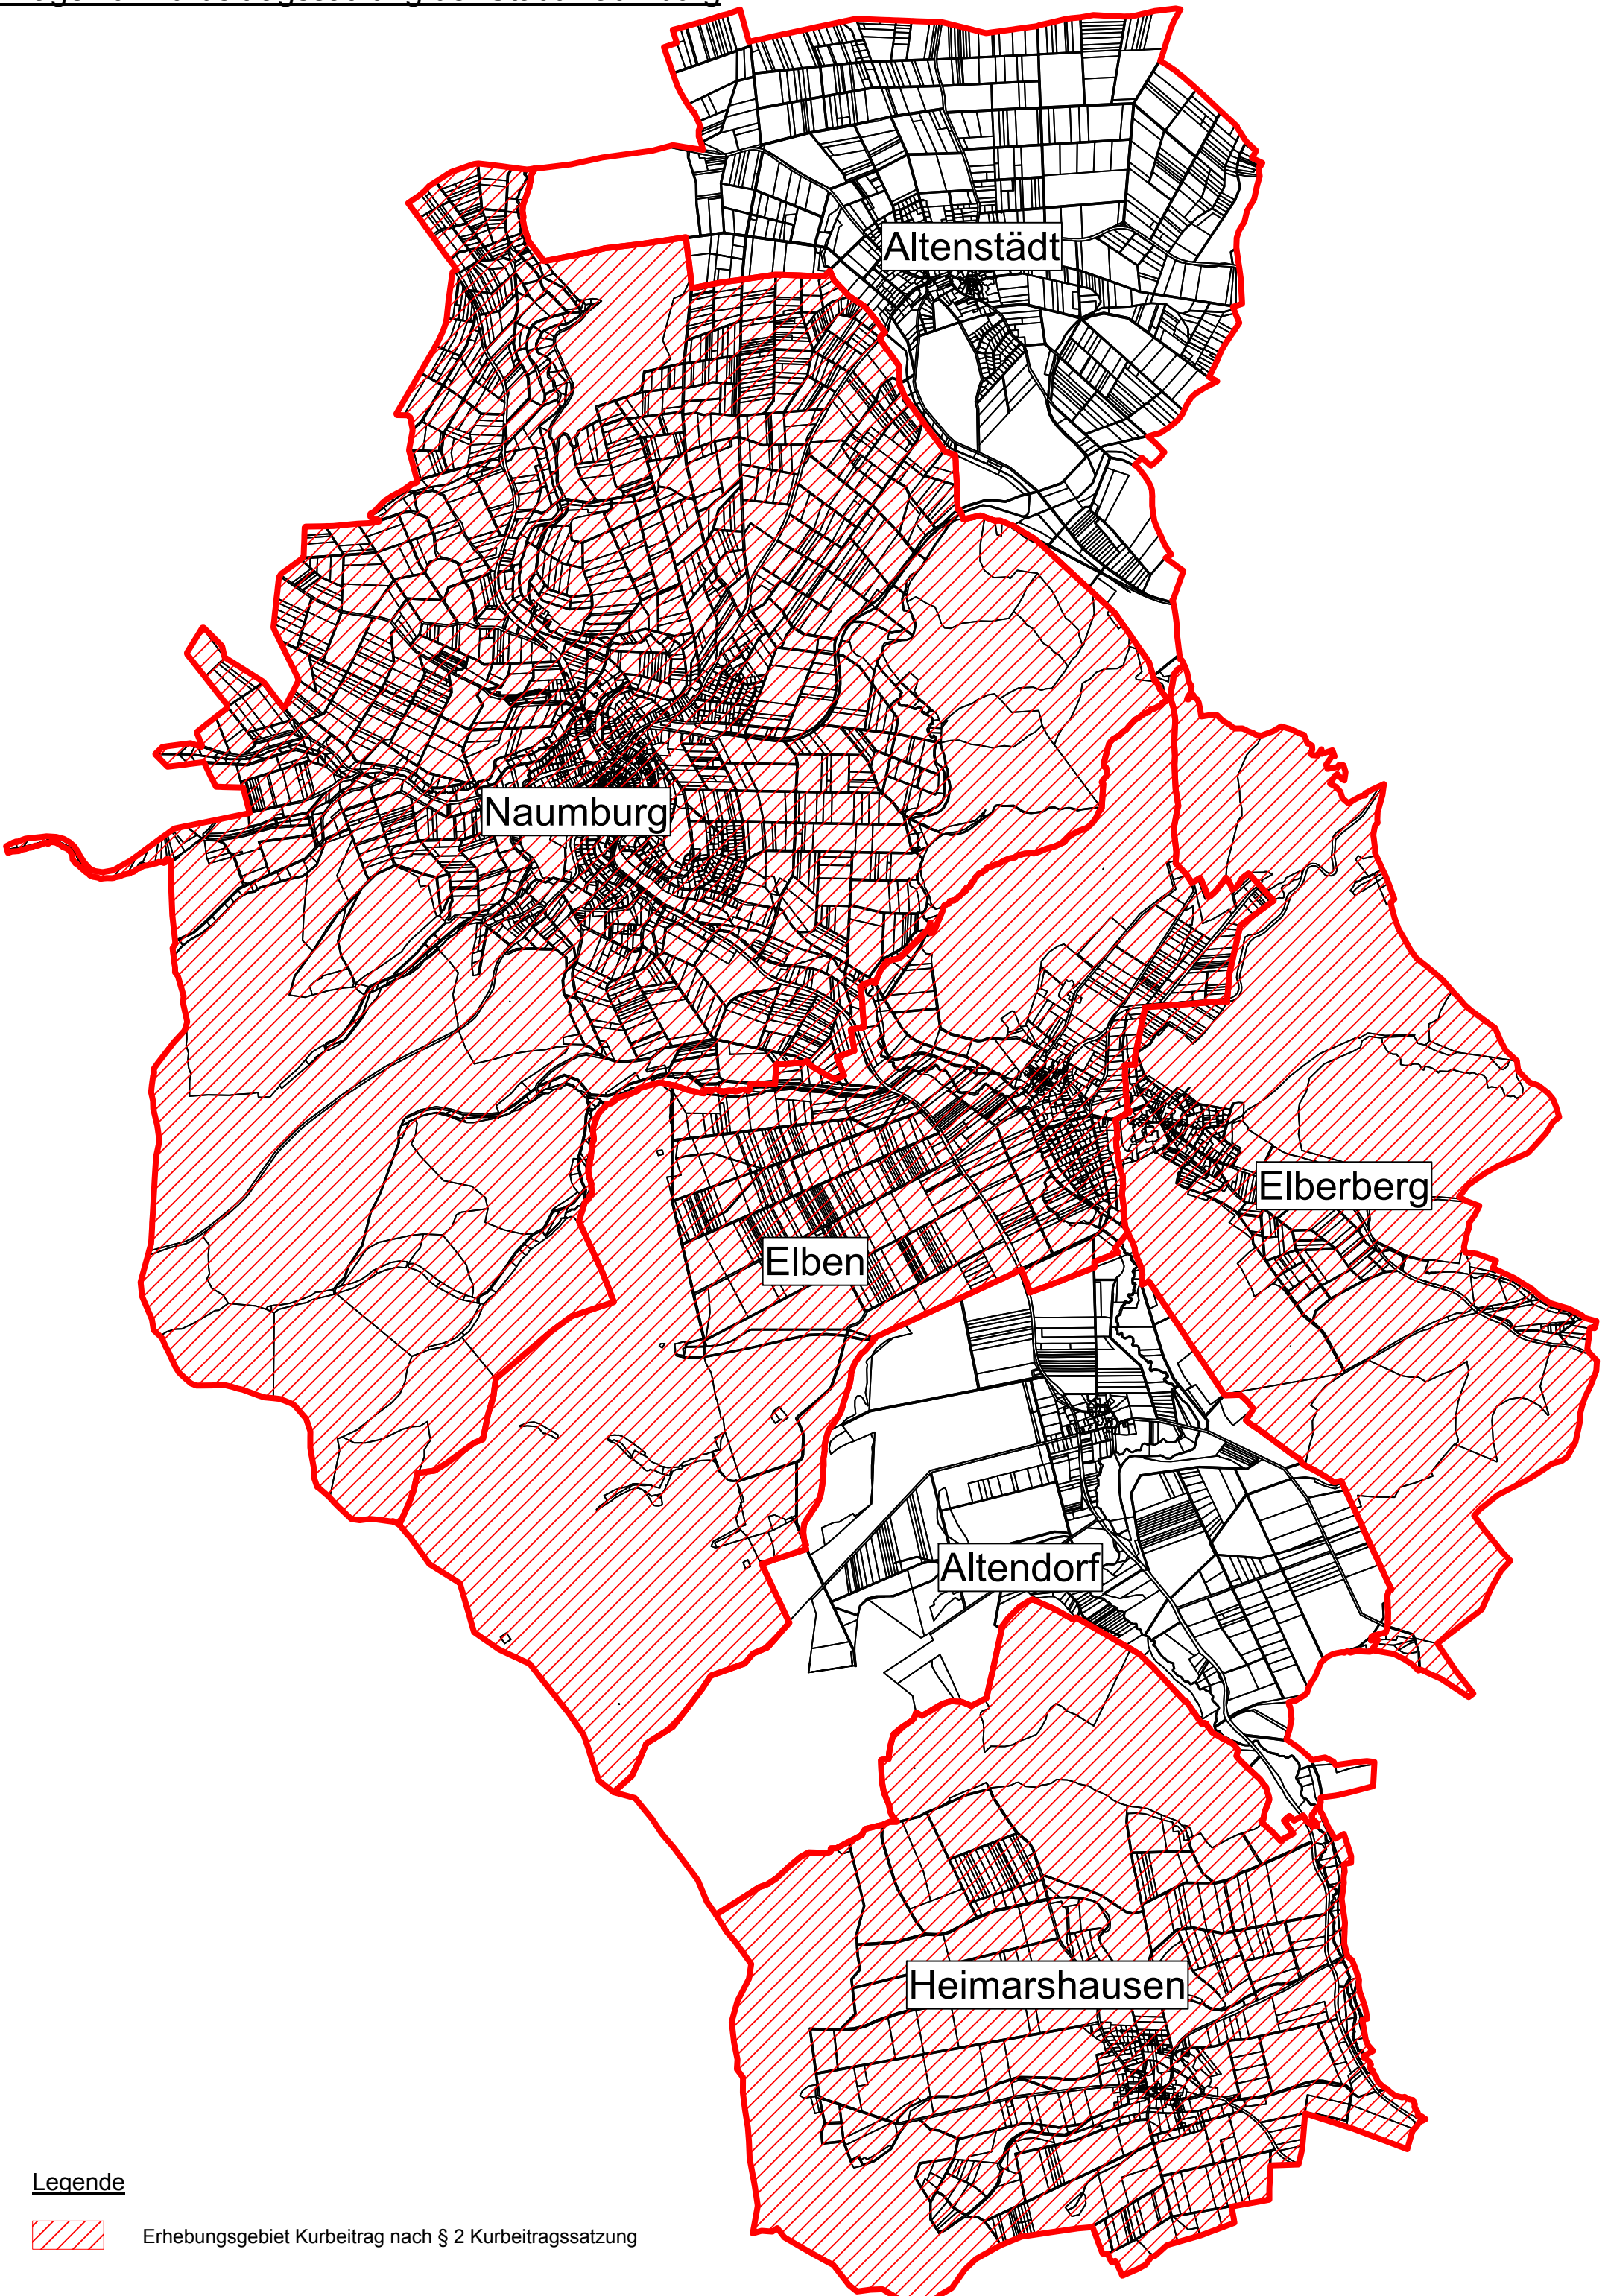 Altenstädt
Naumburg
Elberberg
Elben
Altendorf
Heimarshausen
Legende
Erhebungsgebiet Kurbeitrag nach § 2 Kurbeitragssatzung